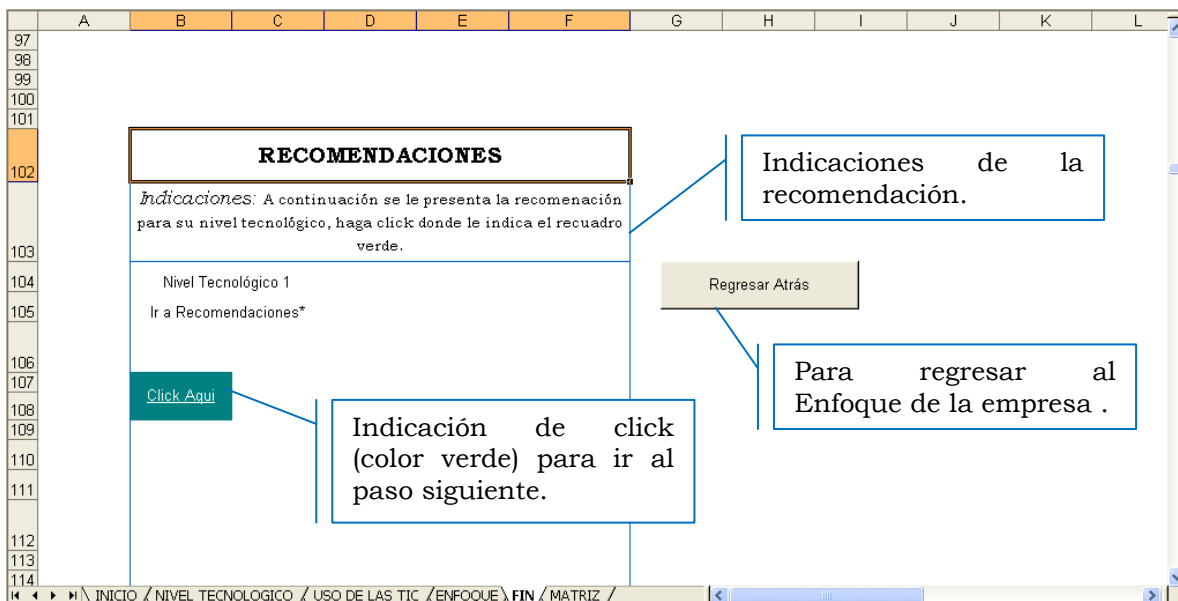 A B C D E F G H I J K L
97
98
99
100
101
102
RECOMENDACIONES
Indicaciones: A continuación se le presenta la recomenación
para su nivel tecnológico, haga click donde le indica el recuadro
verde.
103
104
Nivel Tecnológico 1
105
Ir a Recomendaciones*
106
107
Click Aqui
108
109
110
111
112
113
114
Indicaciones de la
recomendación.
Regresar Atrás
Para regresar al
Enfoque de la empresa .
Indicación de click
(color verde) para ir al
paso siguiente.
INICIO / NIVEL TECNOLOGICO / USO DE LAS TIC / ENFOQUE \ FIN / MATRIZ /